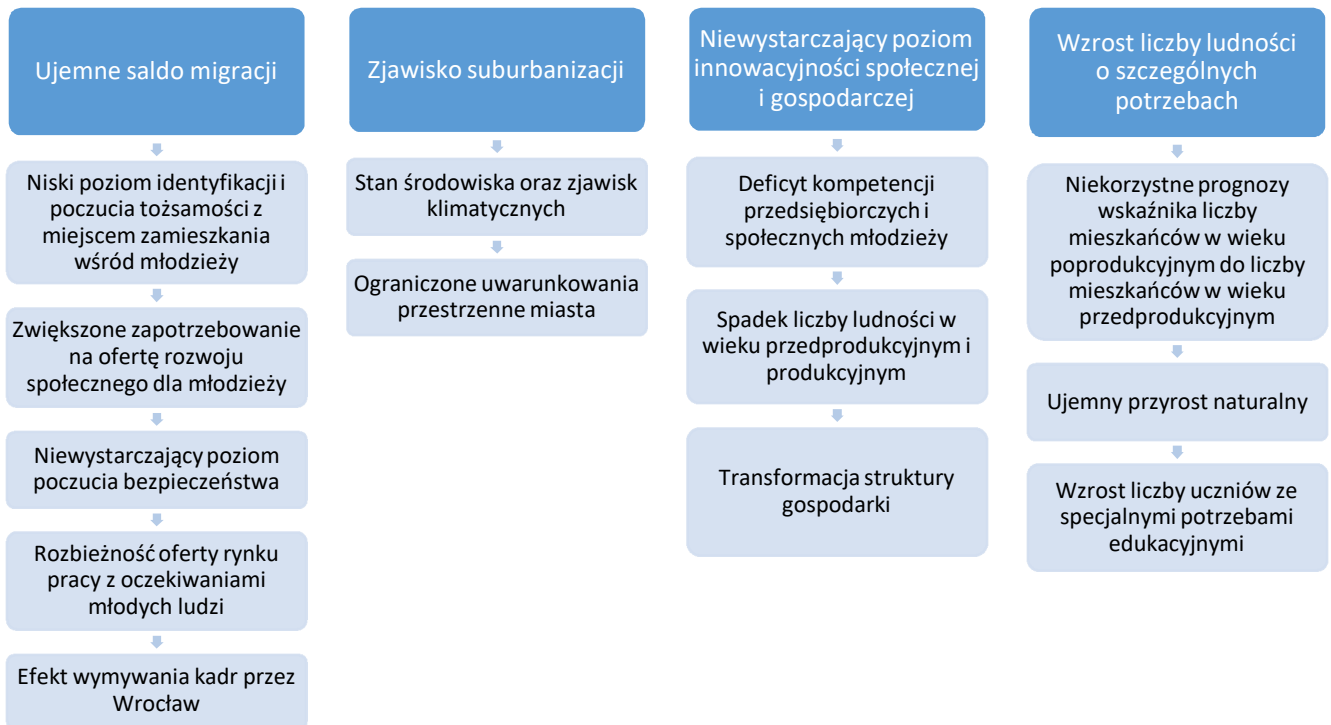 Ujemne saldo migracji
Niski poziom identyfikacji i
poczucia tożsamości z
miejscem zamieszkania
wśród młodzieży
Zwiększone zapotrzebowanie
na ofertę rozwoju
społecznego dla młodzieży
Niewystarczający poziom
poczucia bezpieczeństwa
Rozbieżność oferty rynku
pracy z oczekiwaniami
młodych ludzi
Efekt wymywania kadr przez
Wrocław
Zjawisko suburbanizacji
Stan środowiska oraz zjawisk
klimatycznych
Ograniczone uwarunkowania
przestrzenne miasta
Niewystarczający poziom
innowacyjności społecznej
i gospodarczej
Deficyt kompetencji
przedsiębiorczych i
społecznych młodzieży
Spadek liczby ludności w
wieku przedprodukcyjnym i
produkcyjnym
Transformacja struktury
gospodarki
Wzrost liczby ludności
o szczególnych
potrzebach
Niekorzystne prognozy
wskaźnika liczby
mieszkańców w wieku
poprodukcyjnym do liczby
mieszkańców w wieku
przedprodukcyjnym
Ujemny przyrost naturalny
Wzrost liczby uczniów ze
specjalnymi potrzebami
edukacyjnymi